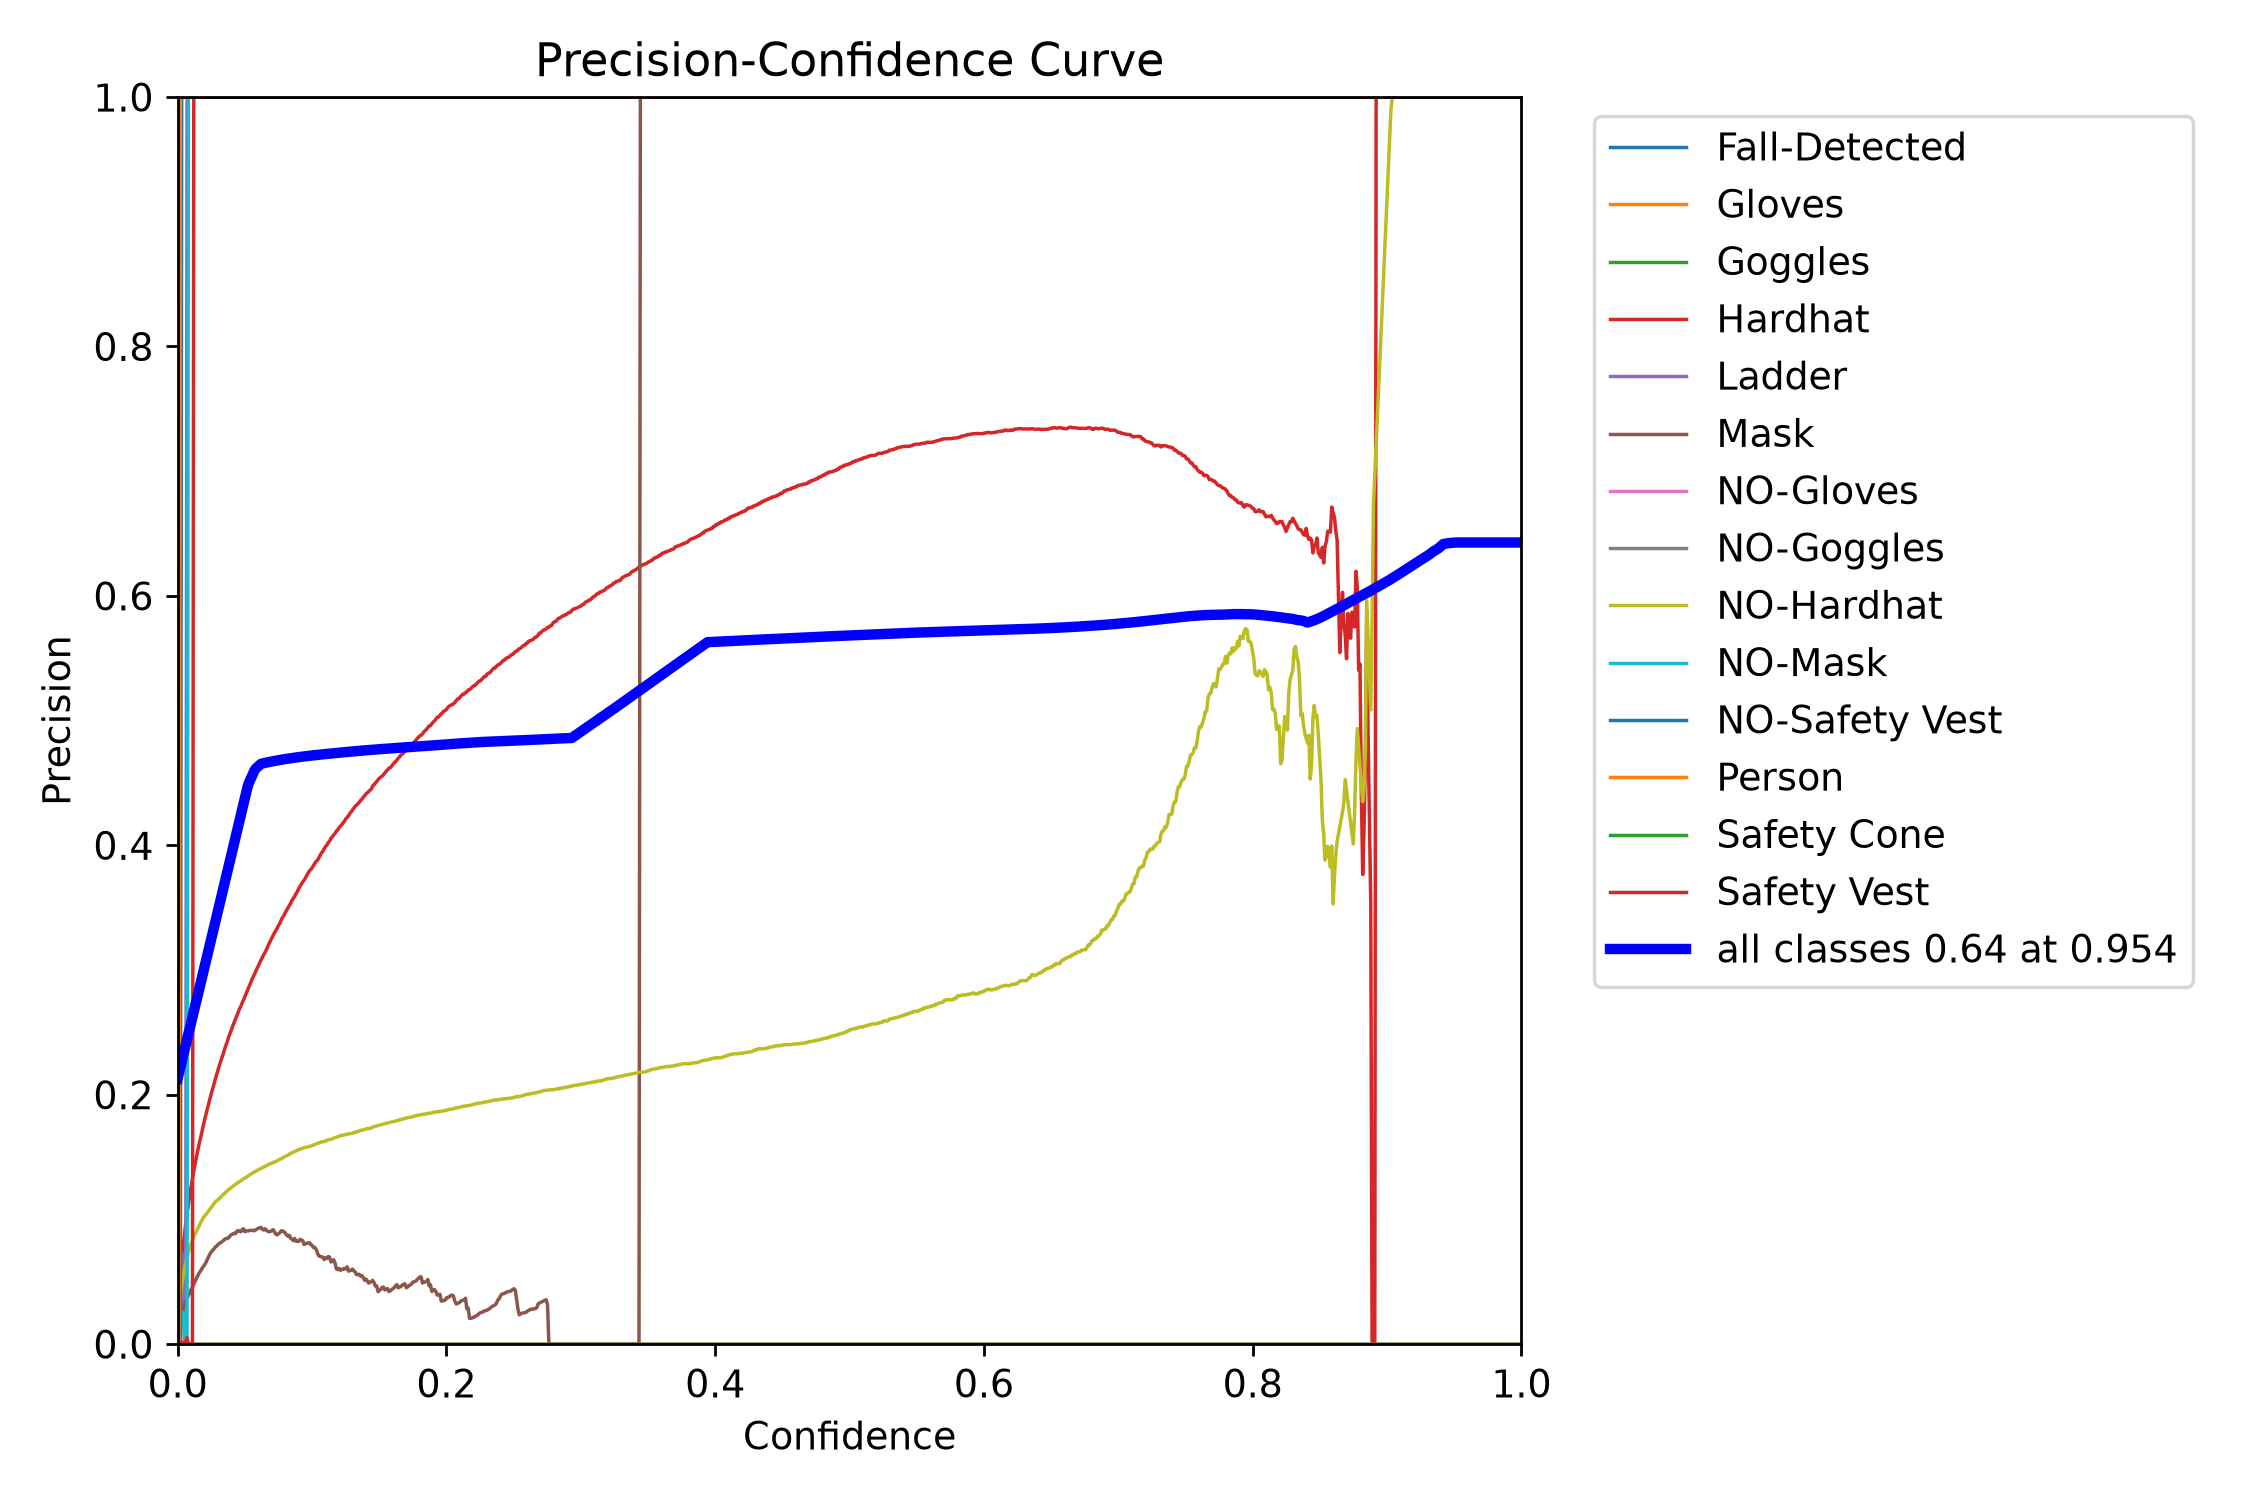 Precision-Confidence Curve
1.0
0.8
0.6
0.4
0.2
0.0
Precision
0.0 0.2 0.4 0.6 0.8 1.0
Confidence
Fall-Detected
Gloves
Goggles
Hardhat
Ladder
Mask
NO-Gloves
NO-Goggles
NO-Hardhat
NO-Mask
NO-Safety Vest
Person
Safety Cone
Safety Vest
all classes 0.64 at 0.954